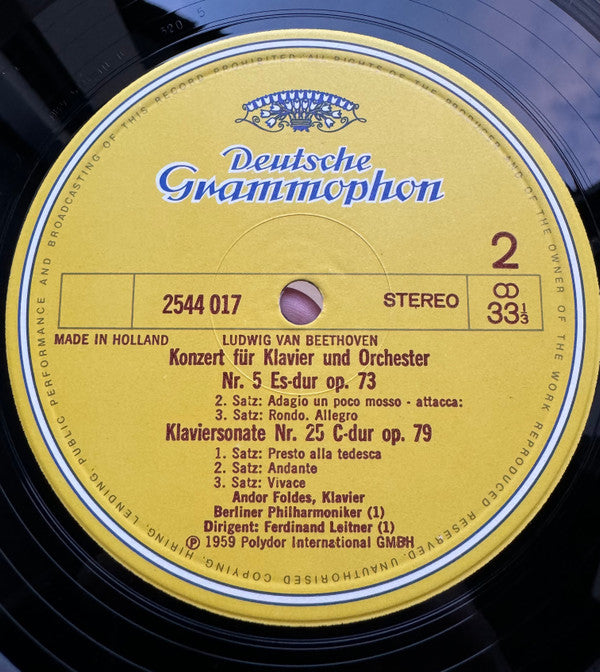 ALL RIGHTS OF THE PRODUCER AND OF THE OWNER OF THE WORK REPRODUCED RESERVED. UNAUTHORISED COPYING, HIRING, LENDING, PUBLIC PERFORMANCE AND BROADCASTING OF THIS RECORD PROHIBITED
Deutsche
Grammophon
2
2544 017
STEREO
33⅓
MADE IN HOLLAND
LUDWIG VAN BEETHOVEN
Konzert für Klavier und Orchester
Nr. 5 Es-dur op. 73
2. Satz: Adagio un poco mosso - attacca:
3. Satz: Rondo. Allegro
Klaviersonate Nr. 25 C-dur op. 79
1. Satz: Presto alla tedesca
2. Satz: Andante
3. Satz: Vivace
Andor Foldes, Klavier
Berliner Philharmoniker (1)
Dirigent: Ferdinand Leitner (1)
℗ 1959 Polydor International GMBH